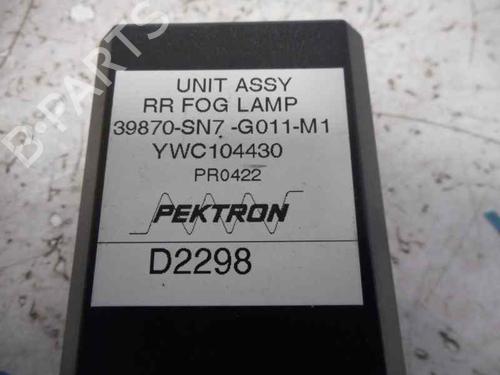 B-PARTS
UNIT ASSY
RR FOG LAMP
39870-SN7 -G011-M1
YWC104430
PR0422
PEKTRON
D2298